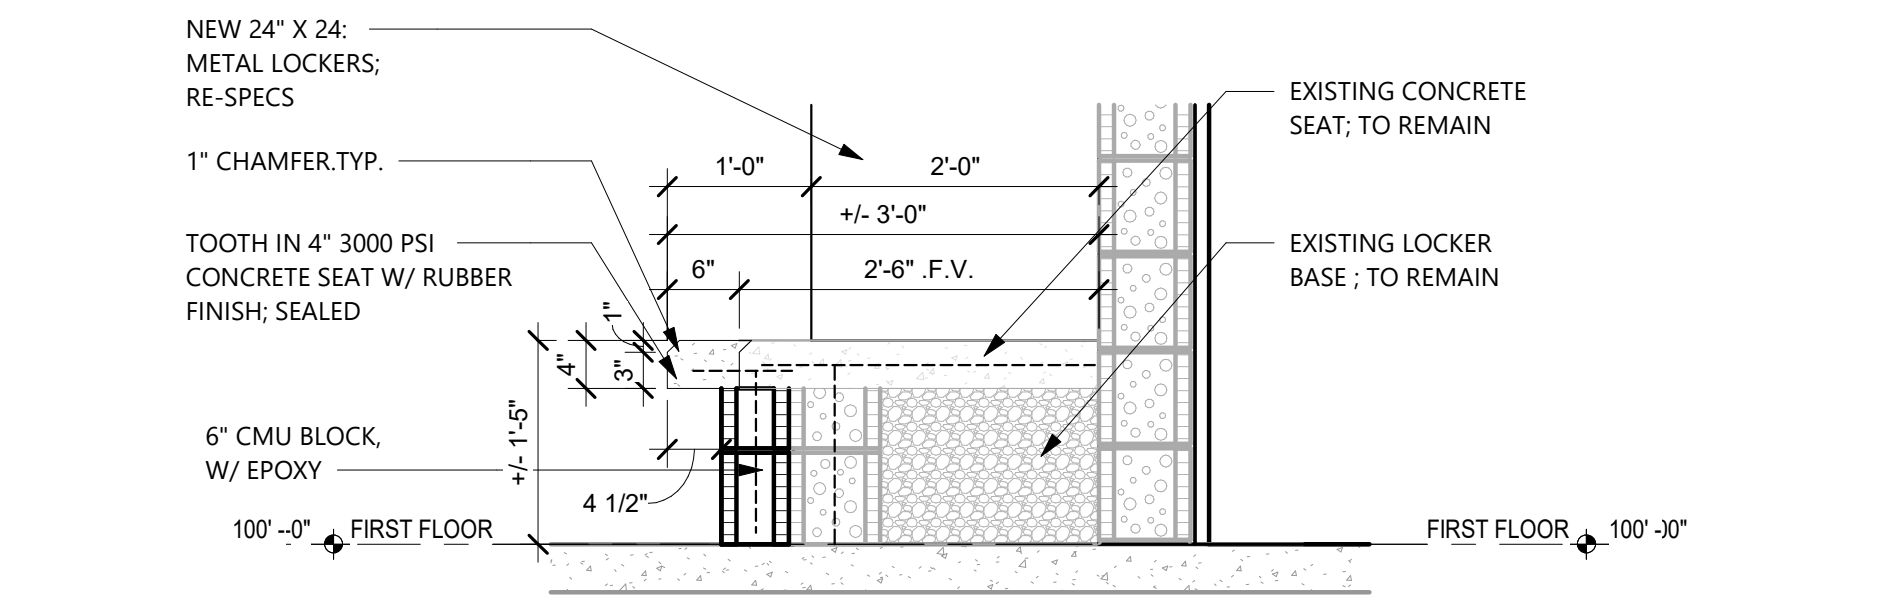 NEW 24" X 24:
METAL LOCKERS;
RE-SPECS
1" CHAMFER.TYP.
TOOTH IN 4" 3000 PSI
CONCRETE SEAT W/ RUBBER
FINISH; SEALED
6" CMU BLOCK,
W/ EPOXY
EXISTING CONCRETE
SEAT; TO REMAIN
EXISTING LOCKER
BASE ; TO REMAIN
1'-0"
2'-0"
+/- 3'-0"
6"
2'-6" .F.V.
1"
4"
3"
+/- 1'-5"
4 1/2"
100' --0"
FIRST FLOOR
FIRST FLOOR
100' -0"